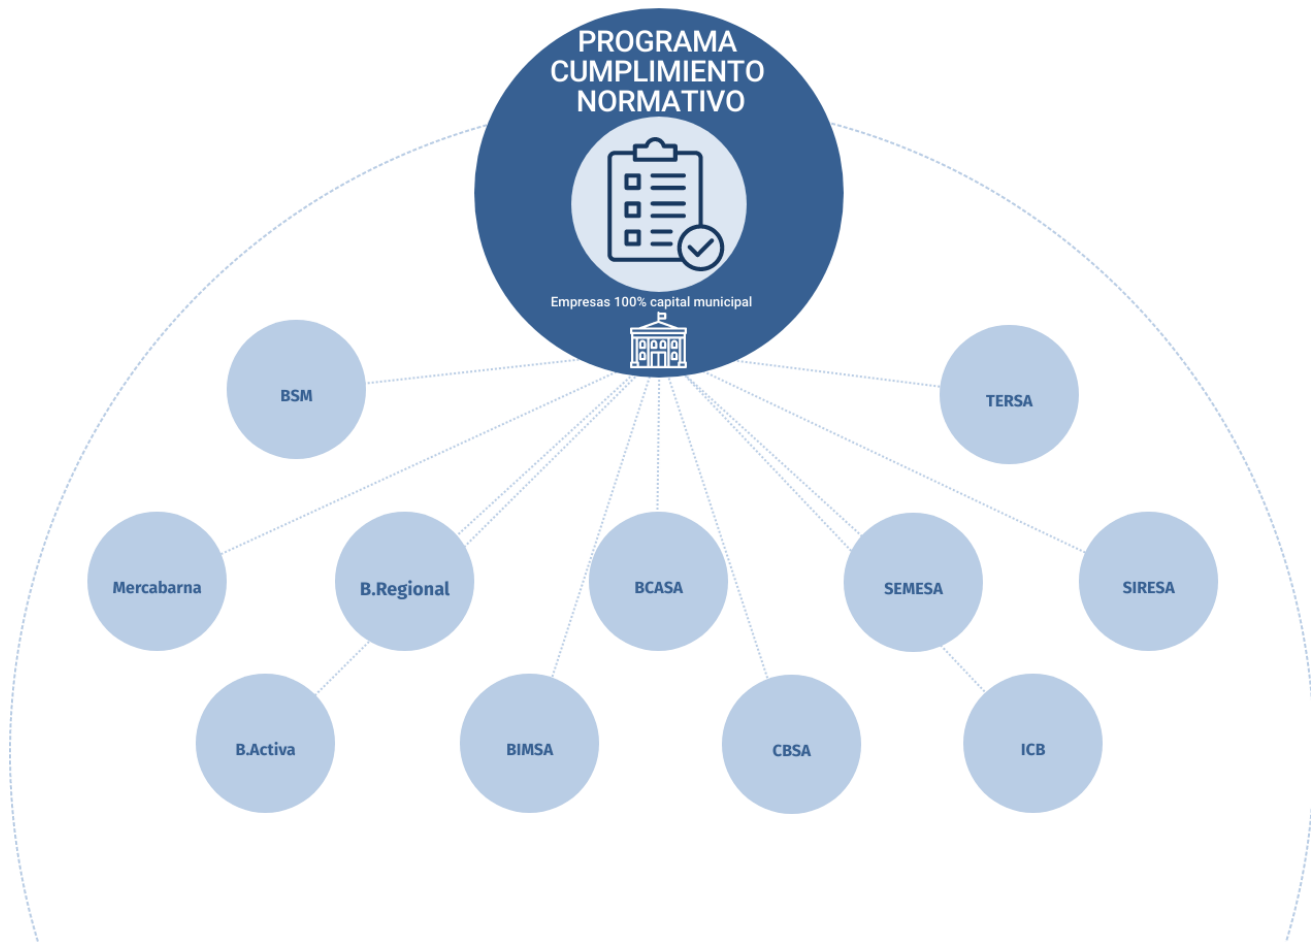 PROGRAMA
CUMPLIMIENTO
NORMATIVO
Empresas 100% capital municipal
BSM
TERSA
Mercabarna
B.Regional
BCASA
SEMESA
SIRESA
B.Activa
BIMSA
CBSA
ICB